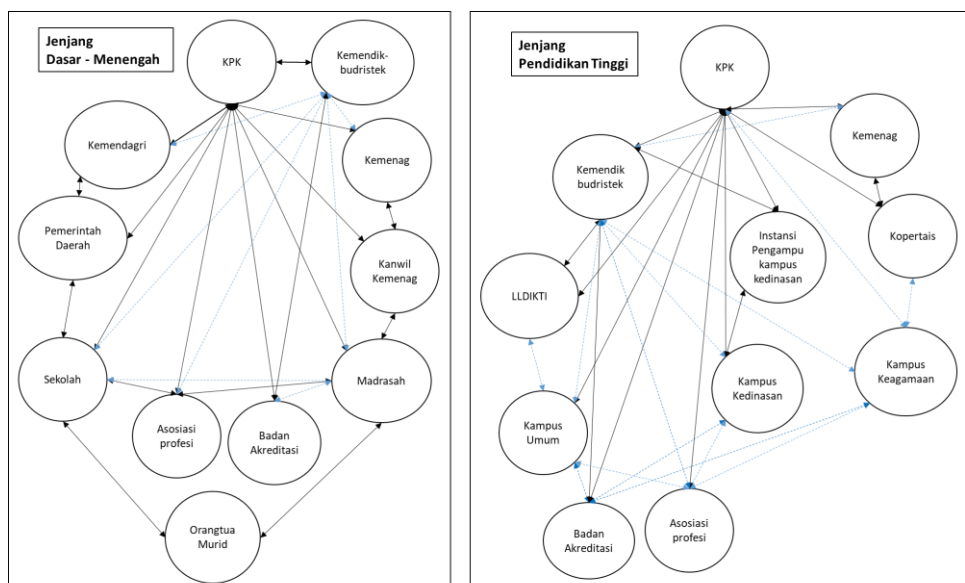 Jenjang
Dasar - Menengah
KPK
Kemendik-
budristek
Kemendagri
Kemenag
Pemerintah
Daerah
Kanwil
Kemenag
Sekolah
Madrasah
Asosiasi
profesi
Badan
Akreditasi
Orangtua
Murid
Jenjang
Pendidikan Tinggi
KPK
Kemenag
Kemendik
budristek
Instansi
Pengampu
kampus
kedinasan
Kopertais
LLDIKTI
Kampus
Kedinasan
Kampus
Keagamaan
Kampus
Umum
Badan
Akreditasi
Asosiasi
profesi